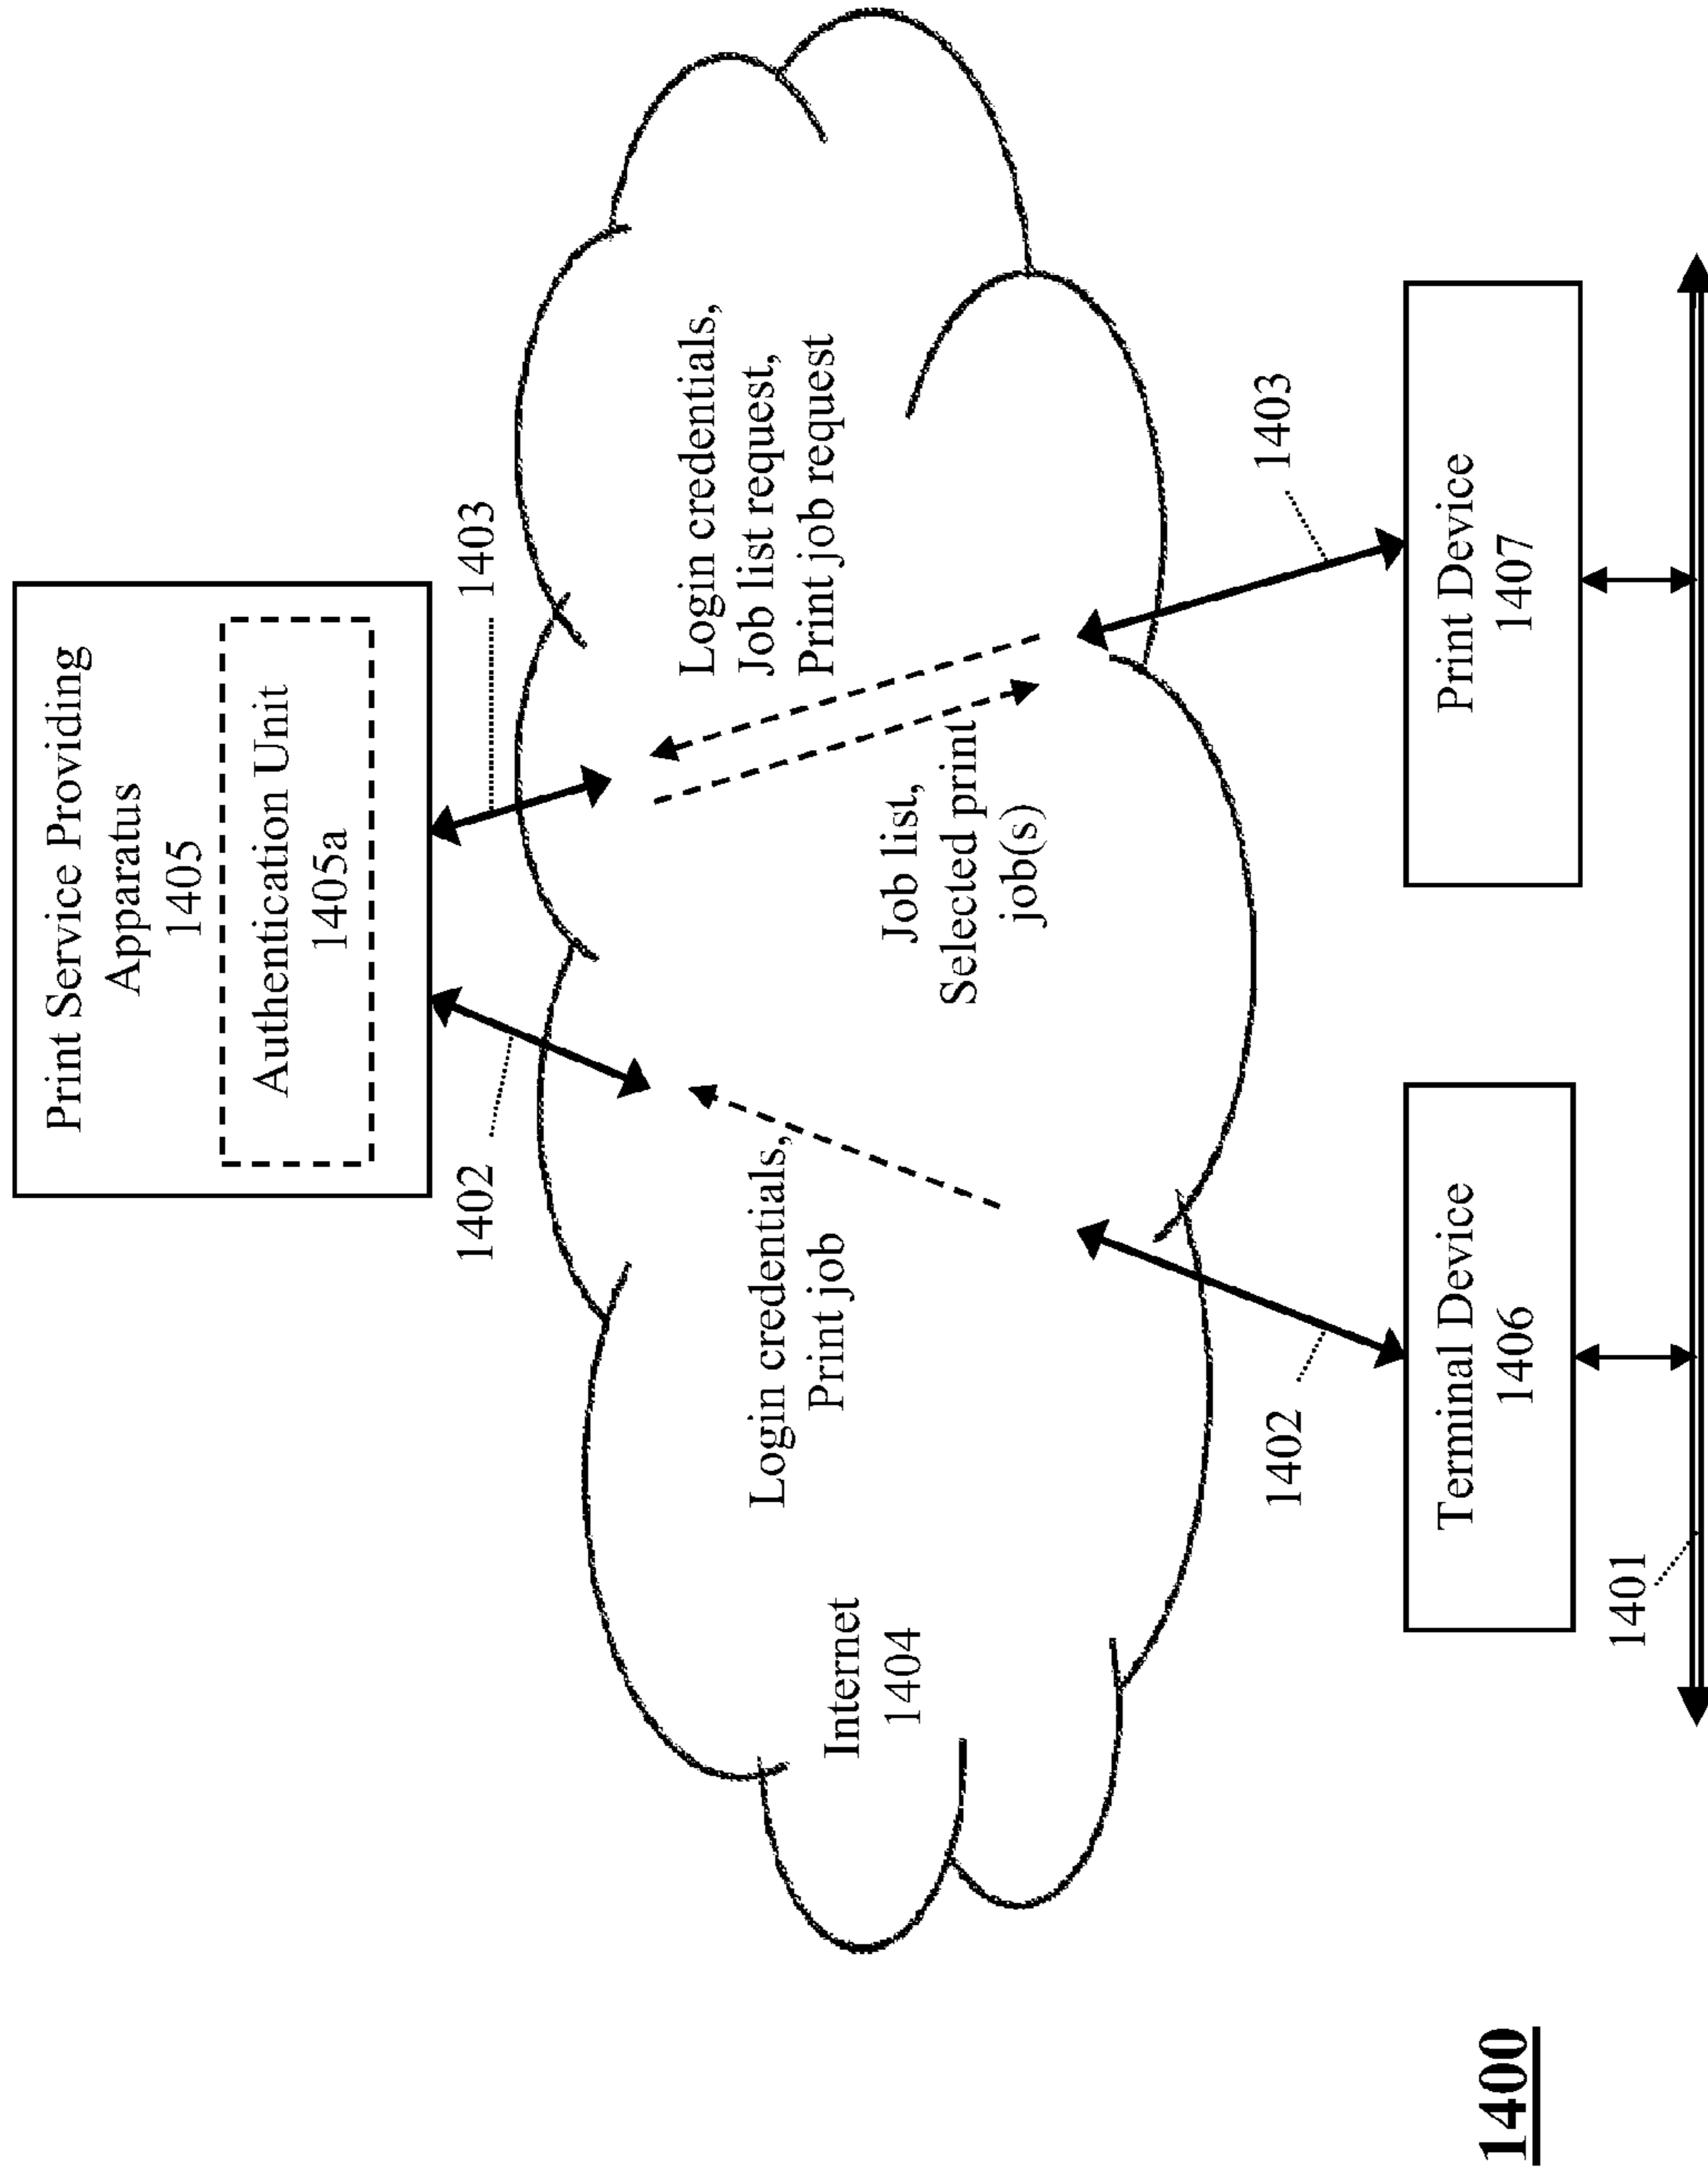 Print Service Providing
Apparatus
1405
Authentication Unit
1405a
1402
1403
Login credentials,
Print job
Login credentials,
Job list request,
Print job request
Job list,
Selected print
job(s)
Internet
1404
1402
1403
Terminal Device
1406
Print Device
1407
1401
1400